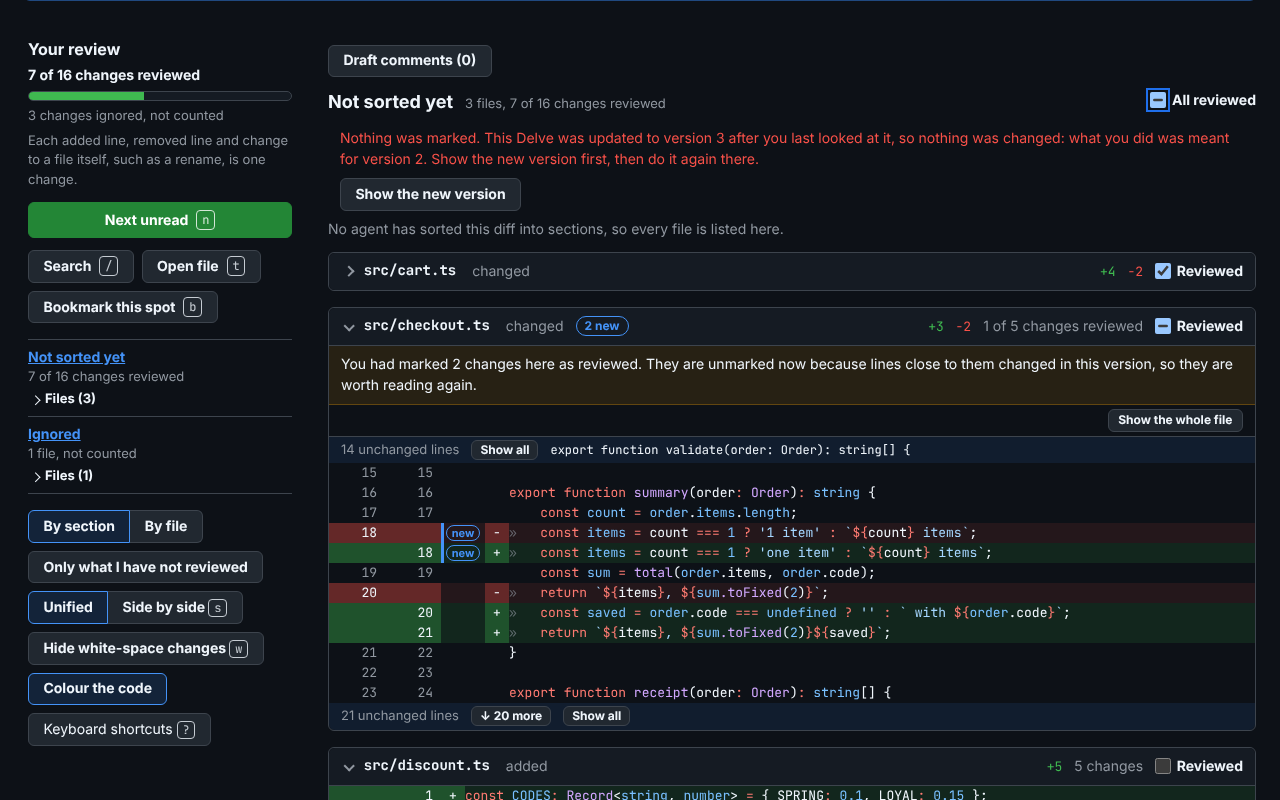 Your review
7 of 16 changes reviewed
3 changes ignored, not counted
Each added line, removed line and change
to a file itself, such as a rename, is one
change.
Next unread n
Search / Open file t
Bookmark this spot b
Not sorted yet
7 of 16 changes reviewed
Files (3)
Ignored
1 file, not counted
Files (1)
By section By file
Only what I have not reviewed
Unified Side by side s
Hide white-space changes w
Colour the code
Keyboard shortcuts ?
Draft comments (0)
Not sorted yet 3 files, 7 of 16 changes reviewed All reviewed
Nothing was marked. This Delve was updated to version 3 after you last looked at it, so nothing was changed: what you did was meant
for version 2. Show the new version first, then do it again there.
Show the new version
No agent has sorted this diff into sections, so every file is listed here.
src/cart.ts changed +4 -2 Reviewed
src/checkout.ts changed 2 new +3 -2 1 of 5 changes reviewed Reviewed
You had marked 2 changes here as reviewed. They are unmarked now because lines close to them changed in this version, so they are
worth reading again.
Show the whole file
14 unchanged lines Show all export function validate(order: Order): string[] {
15 15
16 16 export function summary(order: Order): string {
17 17 const count = order.items.length;
18 new - » const items = count === 1 ? '1 item' : `${count} items`;
18 new + » const items = count === 1 ? 'one item' : `${count} items`;
19 19 const sum = total(order.items, order.code);
20 - » return `${items}, ${sum.toFixed(2)}`;
20 + » const saved = order.code === undefined ? '' : ` with ${order.code}`;
21 + » return `${items}, ${sum.toFixed(2)}${saved}`;
21 22 }
22 23
23 24 export function receipt(order: Order): string[] {
21 unchanged lines ↓ 20 more Show all
src/discount.ts added +5 5 changes Reviewed
1 + const CODES: Record<string, number> = { SPRING: 0.1, LOYAL: 0.15 };